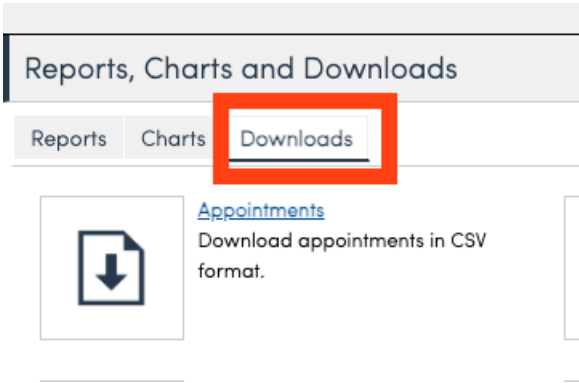 Reports, Charts and Downloads
Reports Charts Downloads
Appointments
Download appointments in CSV
format.